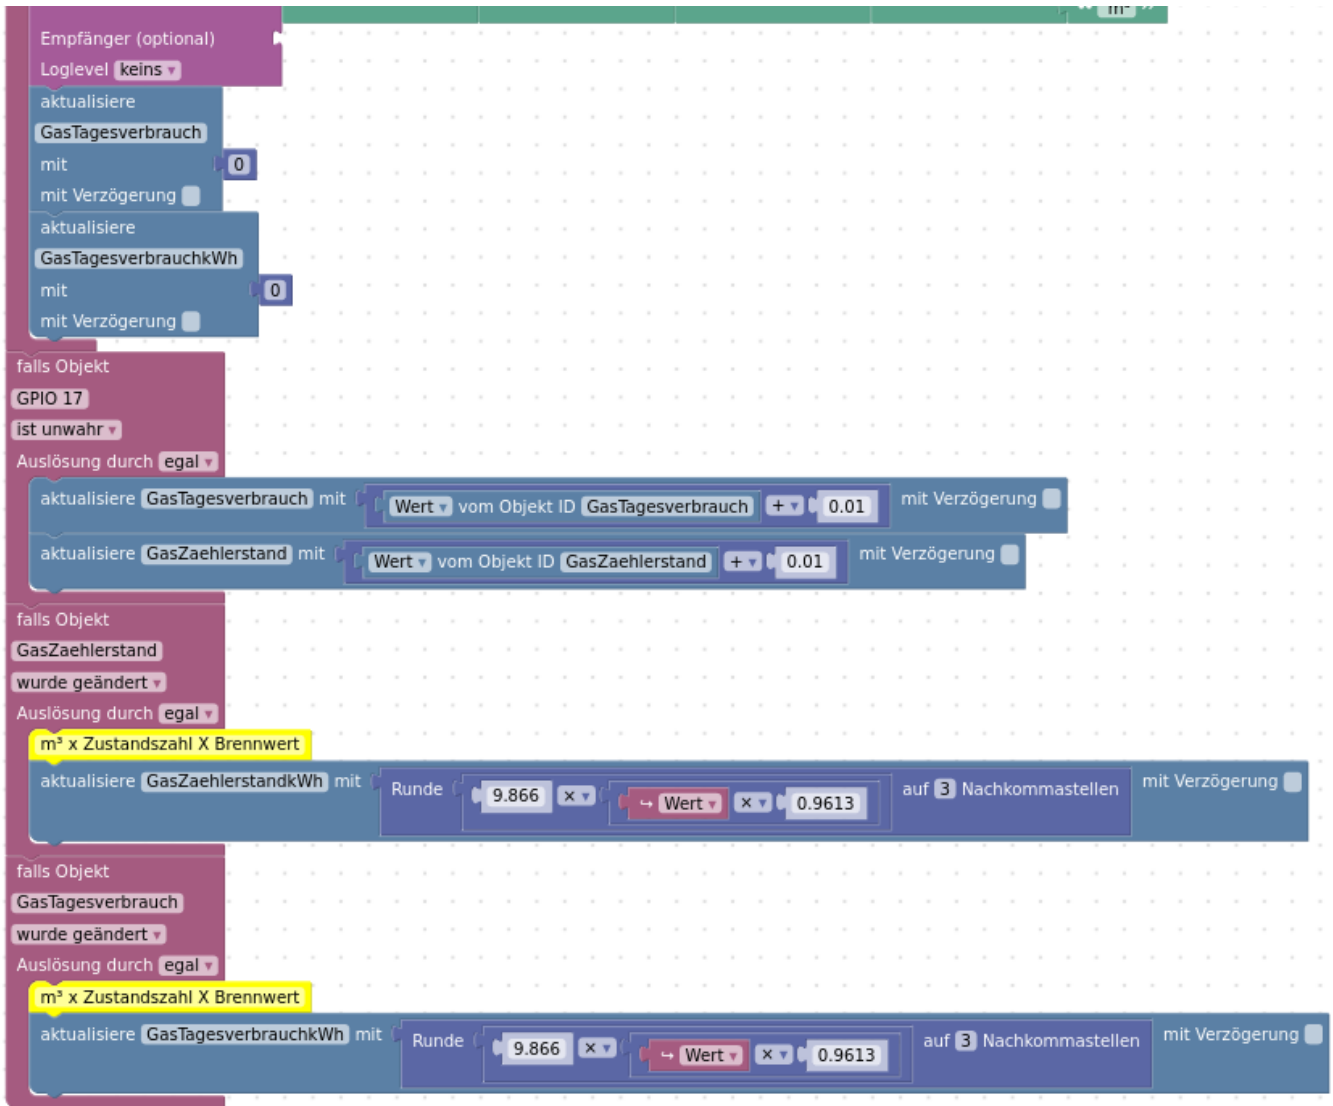 “ m³ ”
Empfänger (optional)
Loglevel keins ▾
aktualisiere
GasTagesverbrauch
mit 0
mit Verzögerung
aktualisiere
GasTagesverbrauchkWh
mit 0
mit Verzögerung
falls Objekt
GPIO 17
ist unwahr ▾
Auslösung durch egal ▾
aktualisiere GasTagesverbrauch mit Wert ▾ vom Objekt ID GasTagesverbrauch + ▾ 0.01 mit Verzögerung
aktualisiere GasZaehlerstand mit Wert ▾ vom Objekt ID GasZaehlerstand + ▾ 0.01 mit Verzögerung
falls Objekt
GasZaehlerstand
wurde geändert ▾
Auslösung durch egal ▾
m³ x Zustandszahl X Brennwert
aktualisiere GasZaehlerstandkWh mit Runde 9.866 × ▾ ↪ Wert ▾ × ▾ 0.9613 auf 3 Nachkommastellen mit Verzögerung
falls Objekt
GasTagesverbrauch
wurde geändert ▾
Auslösung durch egal ▾
m³ x Zustandszahl X Brennwert
aktualisiere GasTagesverbrauchkWh mit Runde 9.866 × ▾ ↪ Wert ▾ × ▾ 0.9613 auf 3 Nachkommastellen mit Verzögerung